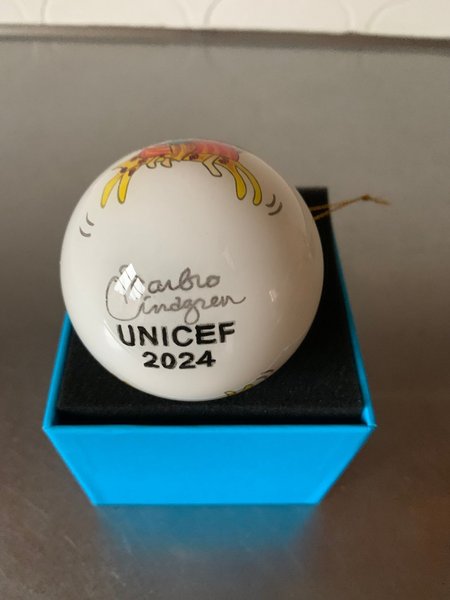 Barbro
Lindgren
UNICEF
2024